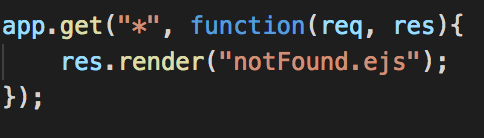 app.get("*", function(req, res){
    res.render("notFound.ejs");
});